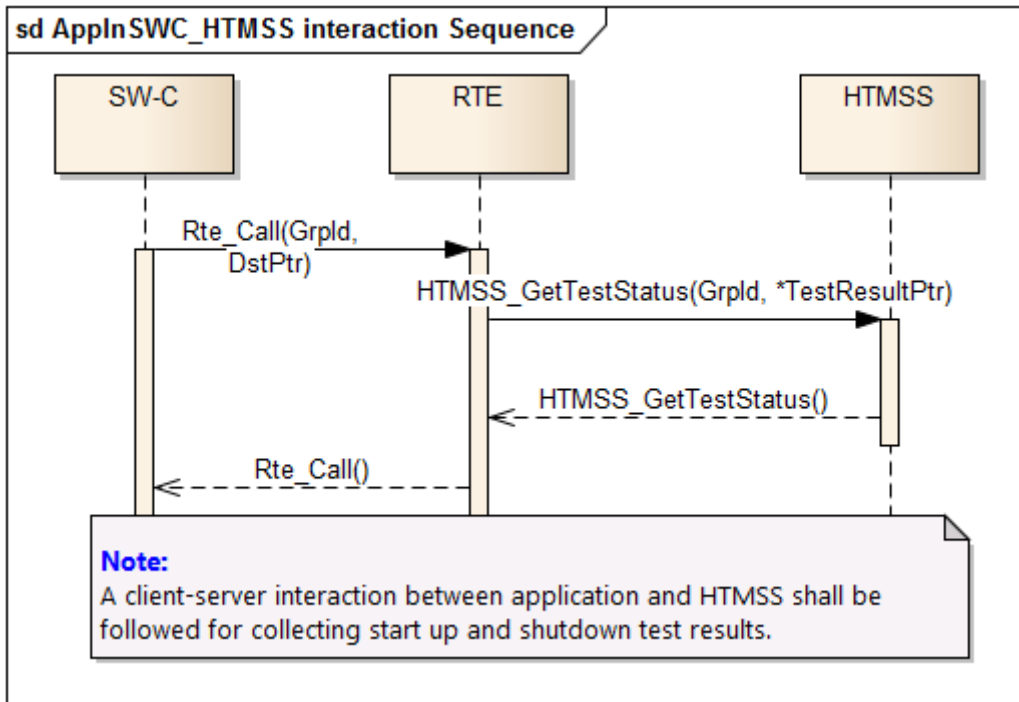 sd AppInSWC_HTMSS interaction Sequence
SW-C
RTE
HTMSS
Rte_Call(GrpId,
DstPtr)
HTMSS_GetTestStatus(GrpId, *TestResultPtr)
HTMSS_GetTestStatus()
Rte_Call()
Note:
A client-server interaction between application and HTMSS shall be
followed for collecting start up and shutdown test results.